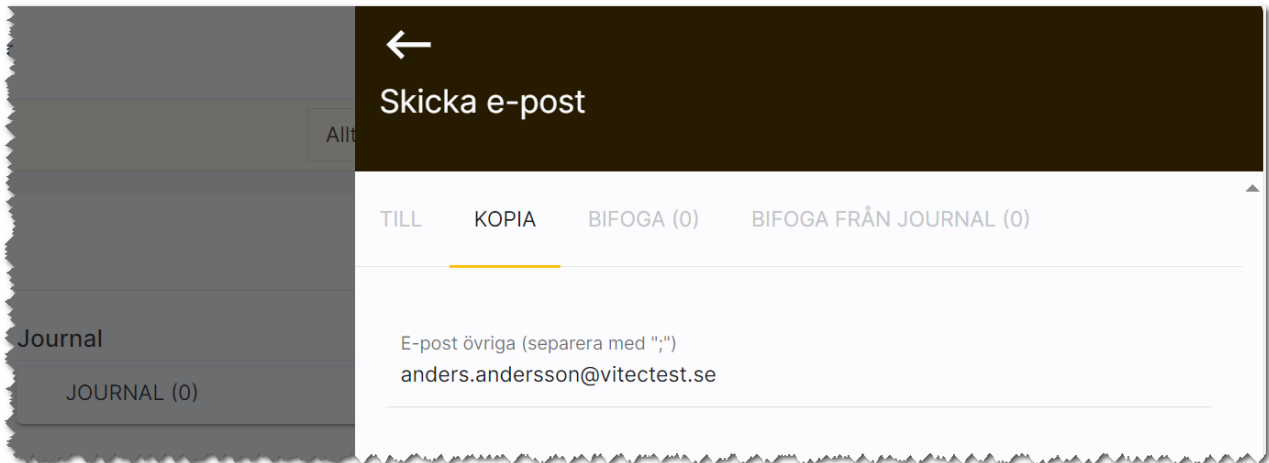 Skicka e-post
Allt
TILL KOPIA BIFOGA (0) BIFOGA FRÅN JOURNAL (0)
Journal
JOURNAL (0)
E-post övriga (separera med ";")
anders.andersson@vitectest.se